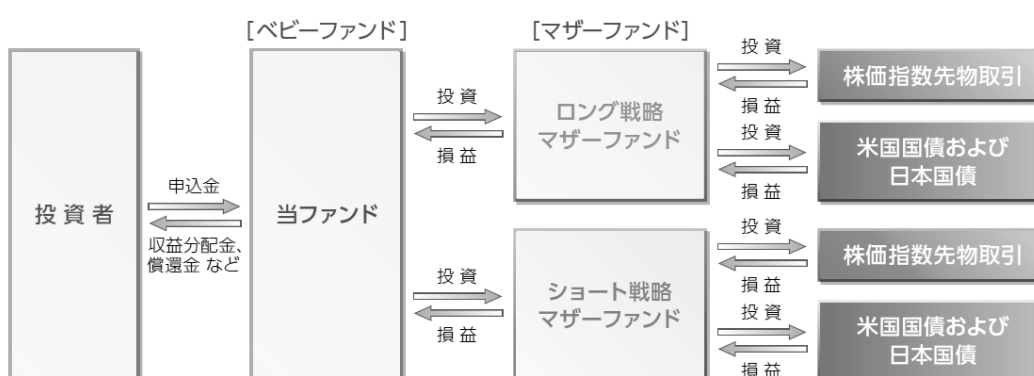 [ベビーファンド]
[マザーファンド]
投資者
申込金
収益分配金、
償還金 など
当ファンド
投資
損益
ロング戦略
マザーファンド
投資
損益
株価指数先物取引
投資
損益
米国国債および
日本国債
投資
損益
ショート戦略
マザーファンド
投資
損益
株価指数先物取引
投資
損益
米国国債および
日本国債